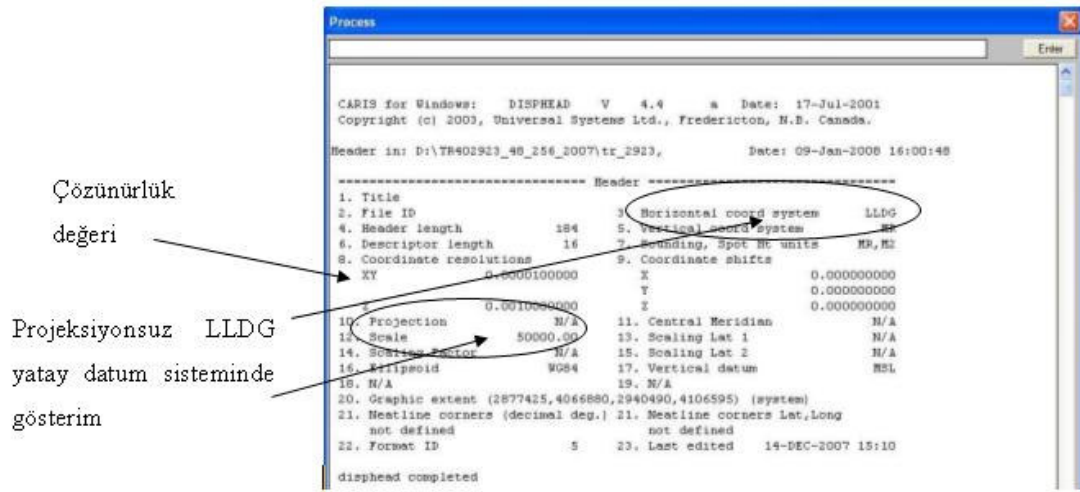 Process
Enter
CARIS for Windows: DISPHEAD V 4.4 a Date: 17-Jul-2001
Copyright (c) 2003, Universal Systems Ltd., Fredericton, N.B. Canada.
Header in: D:\TR402923_48_256_2007\tr_2923, Date: 09-Jan-2008 16:00:48
================================ Header ================================
1. Title
2. File ID 3. Horizontal coord system LLDG
4. Header length 184 5. Vertical coord system MR
6. Descriptor length 16 7. Sounding, Spot Ht units MR,M2
8. Coordinate resolutions 9. Coordinate shifts
XY 0.0000100000 X 0.000000000
Y 0.000000000
Z 0.0010000000 Z 0.000000000
10. Projection N/A 11. Central Meridian N/A
12. Scale 50000.00 13. Scaling Lat 1 N/A
14. Scaling Factor N/A 15. Scaling Lat 2 N/A
16. Ellipsoid WG84 17. Vertical datum MSL
18. N/A 19. N/A
20. Graphic extent (2877425,4066880,2940490,4106595) (system)
21. Neatline corners (decimal deg.) 21. Neatline corners Lat,Long
not defined not defined
22. Format ID 5 23. Last edited 14-DEC-2007 15:10
disphead completed
Çözünürlük
değeri
Projeksiyonsuz LLDG
yatay datum sisteminde
gösterim